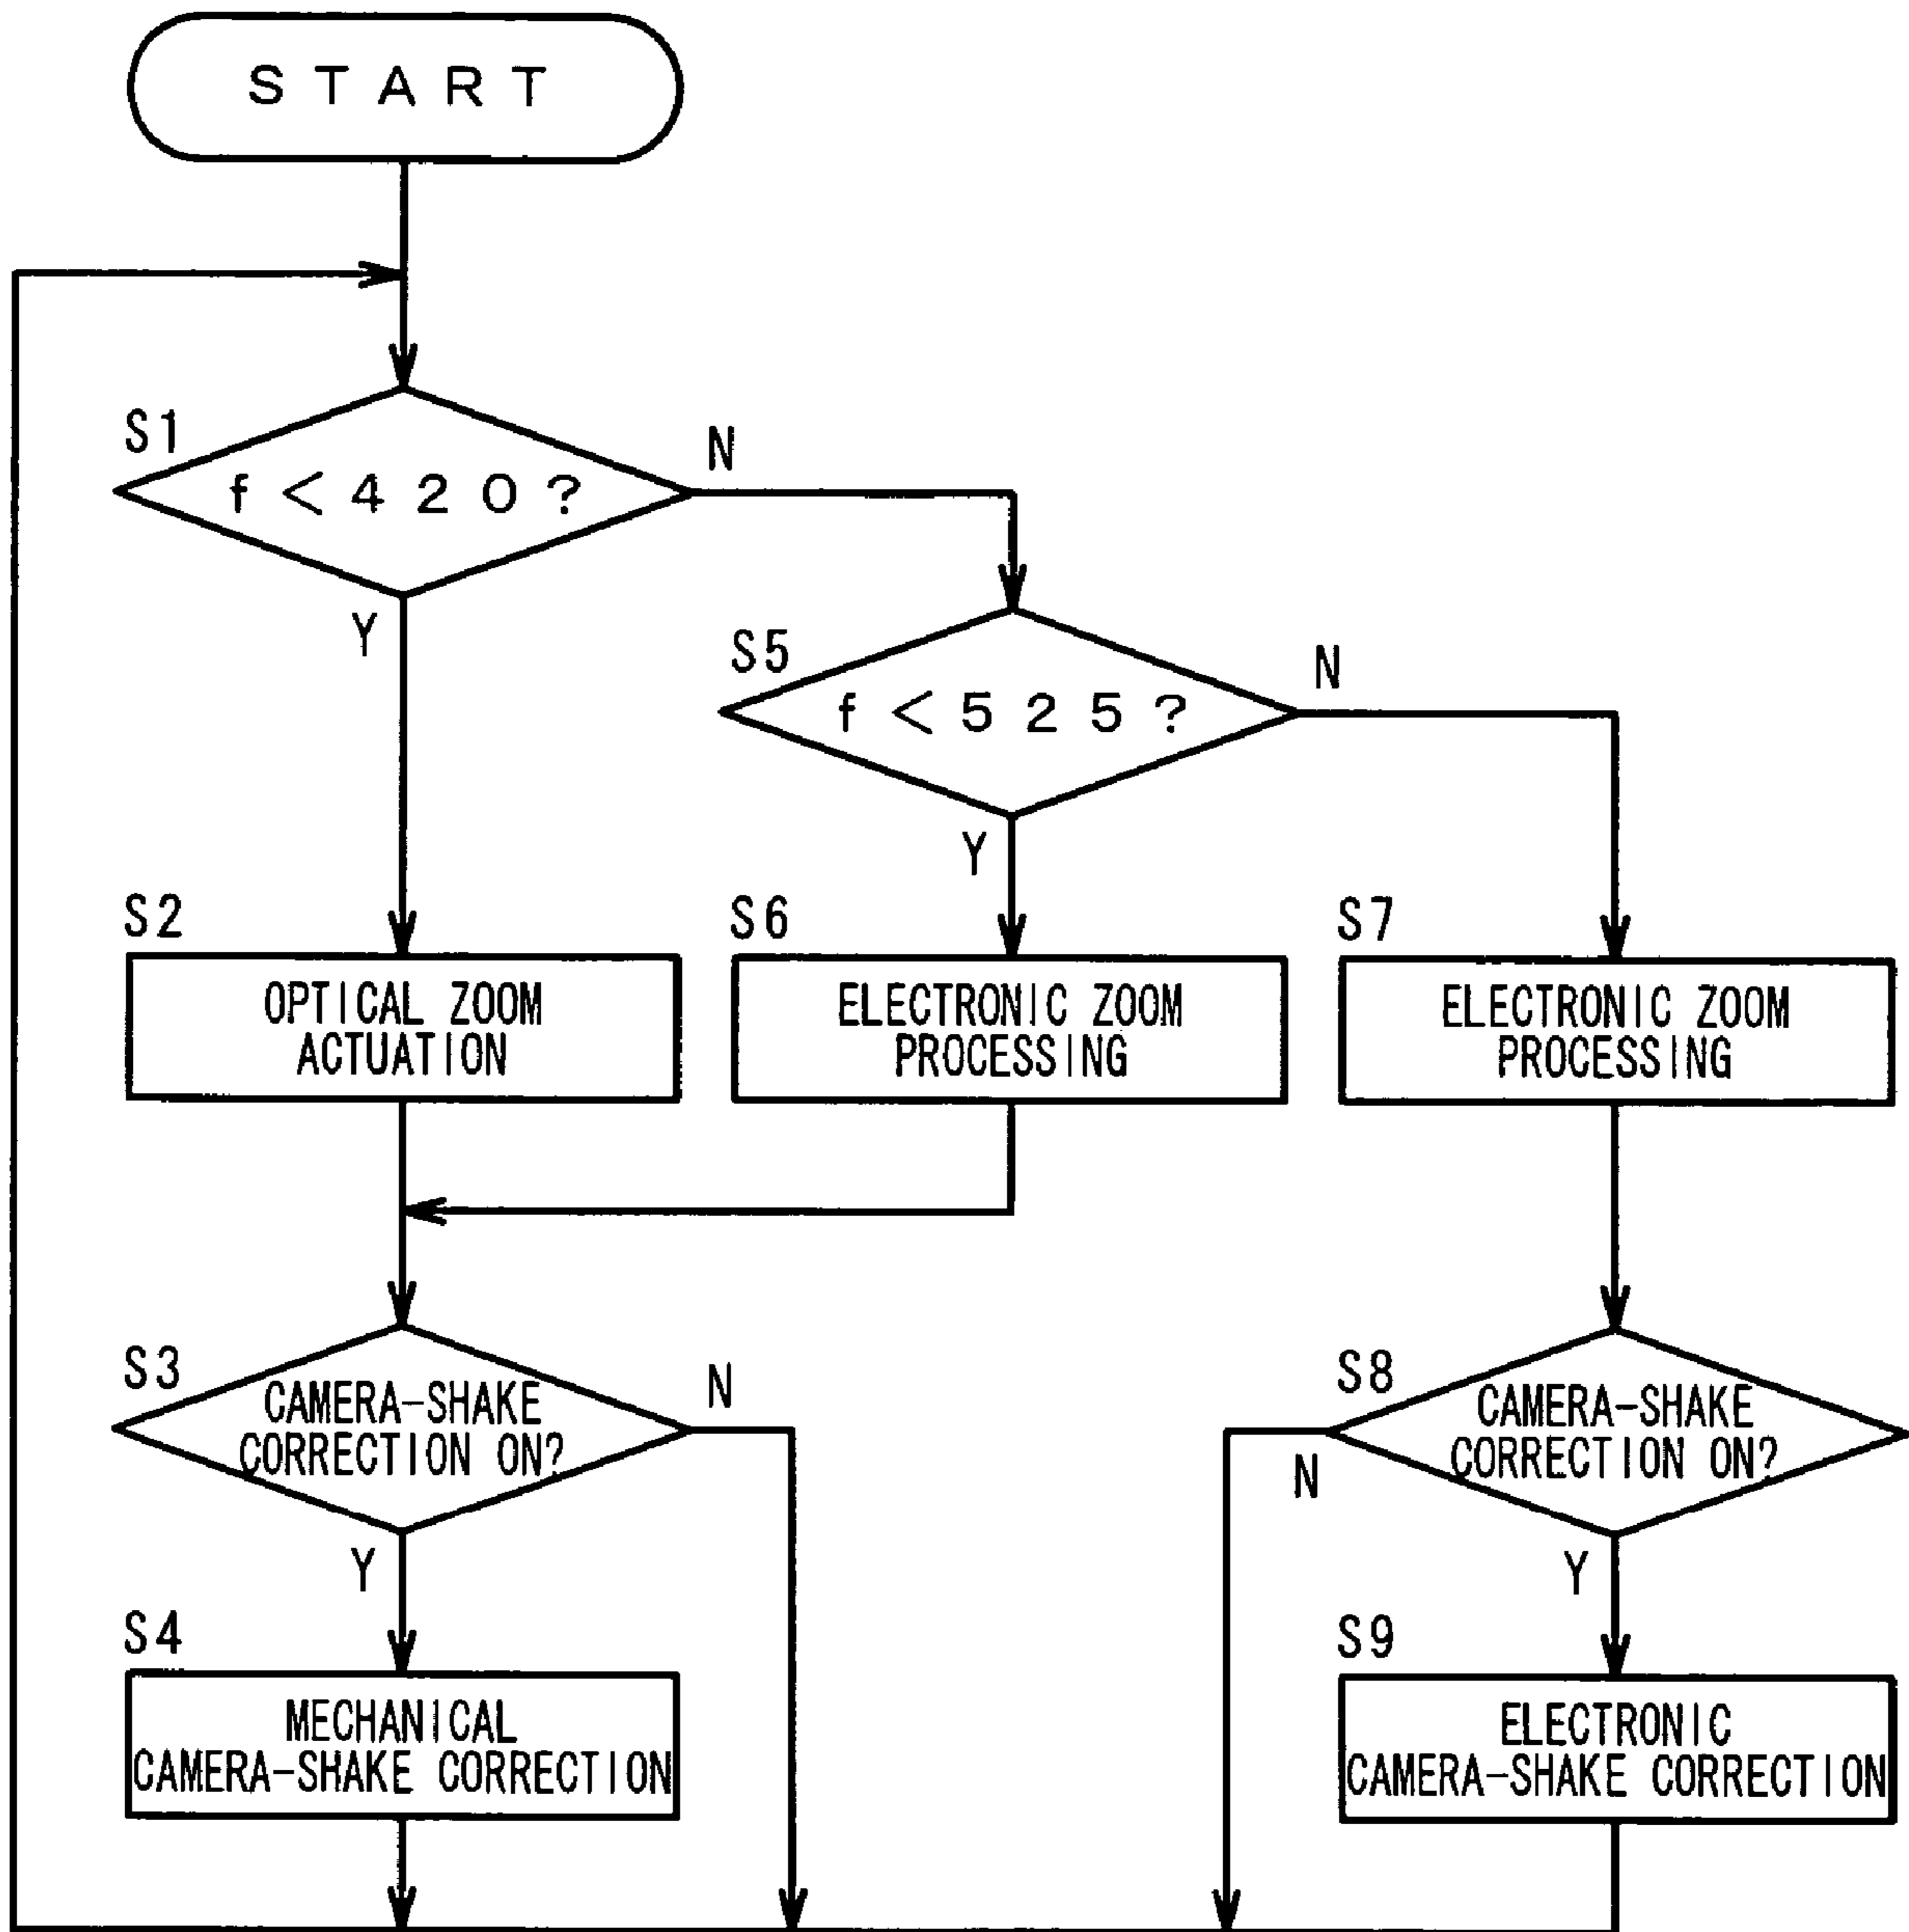 START
S1
f < 420?
N
Y
S5
f < 525?
N
Y
S2
OPTICAL ZOOM
ACTUATION
S6
ELECTRONIC ZOOM
PROCESSING
S7
ELECTRONIC ZOOM
PROCESSING
S3
CAMERA-SHAKE
CORRECTION ON?
N
Y
S8
CAMERA-SHAKE
CORRECTION ON?
N
Y
S4
MECHANICAL
CAMERA-SHAKE CORRECTION
S9
ELECTRONIC
CAMERA-SHAKE CORRECTION